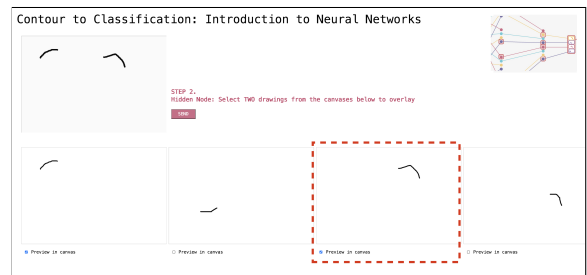 Contour to Classification: Introduction to Neural Networks
STEP 2.
Hidden Node: Select TWO drawings from the canvases below to overlay
SEND
Preview in canvas
Preview in canvas
Preview in canvas
Preview in canvas